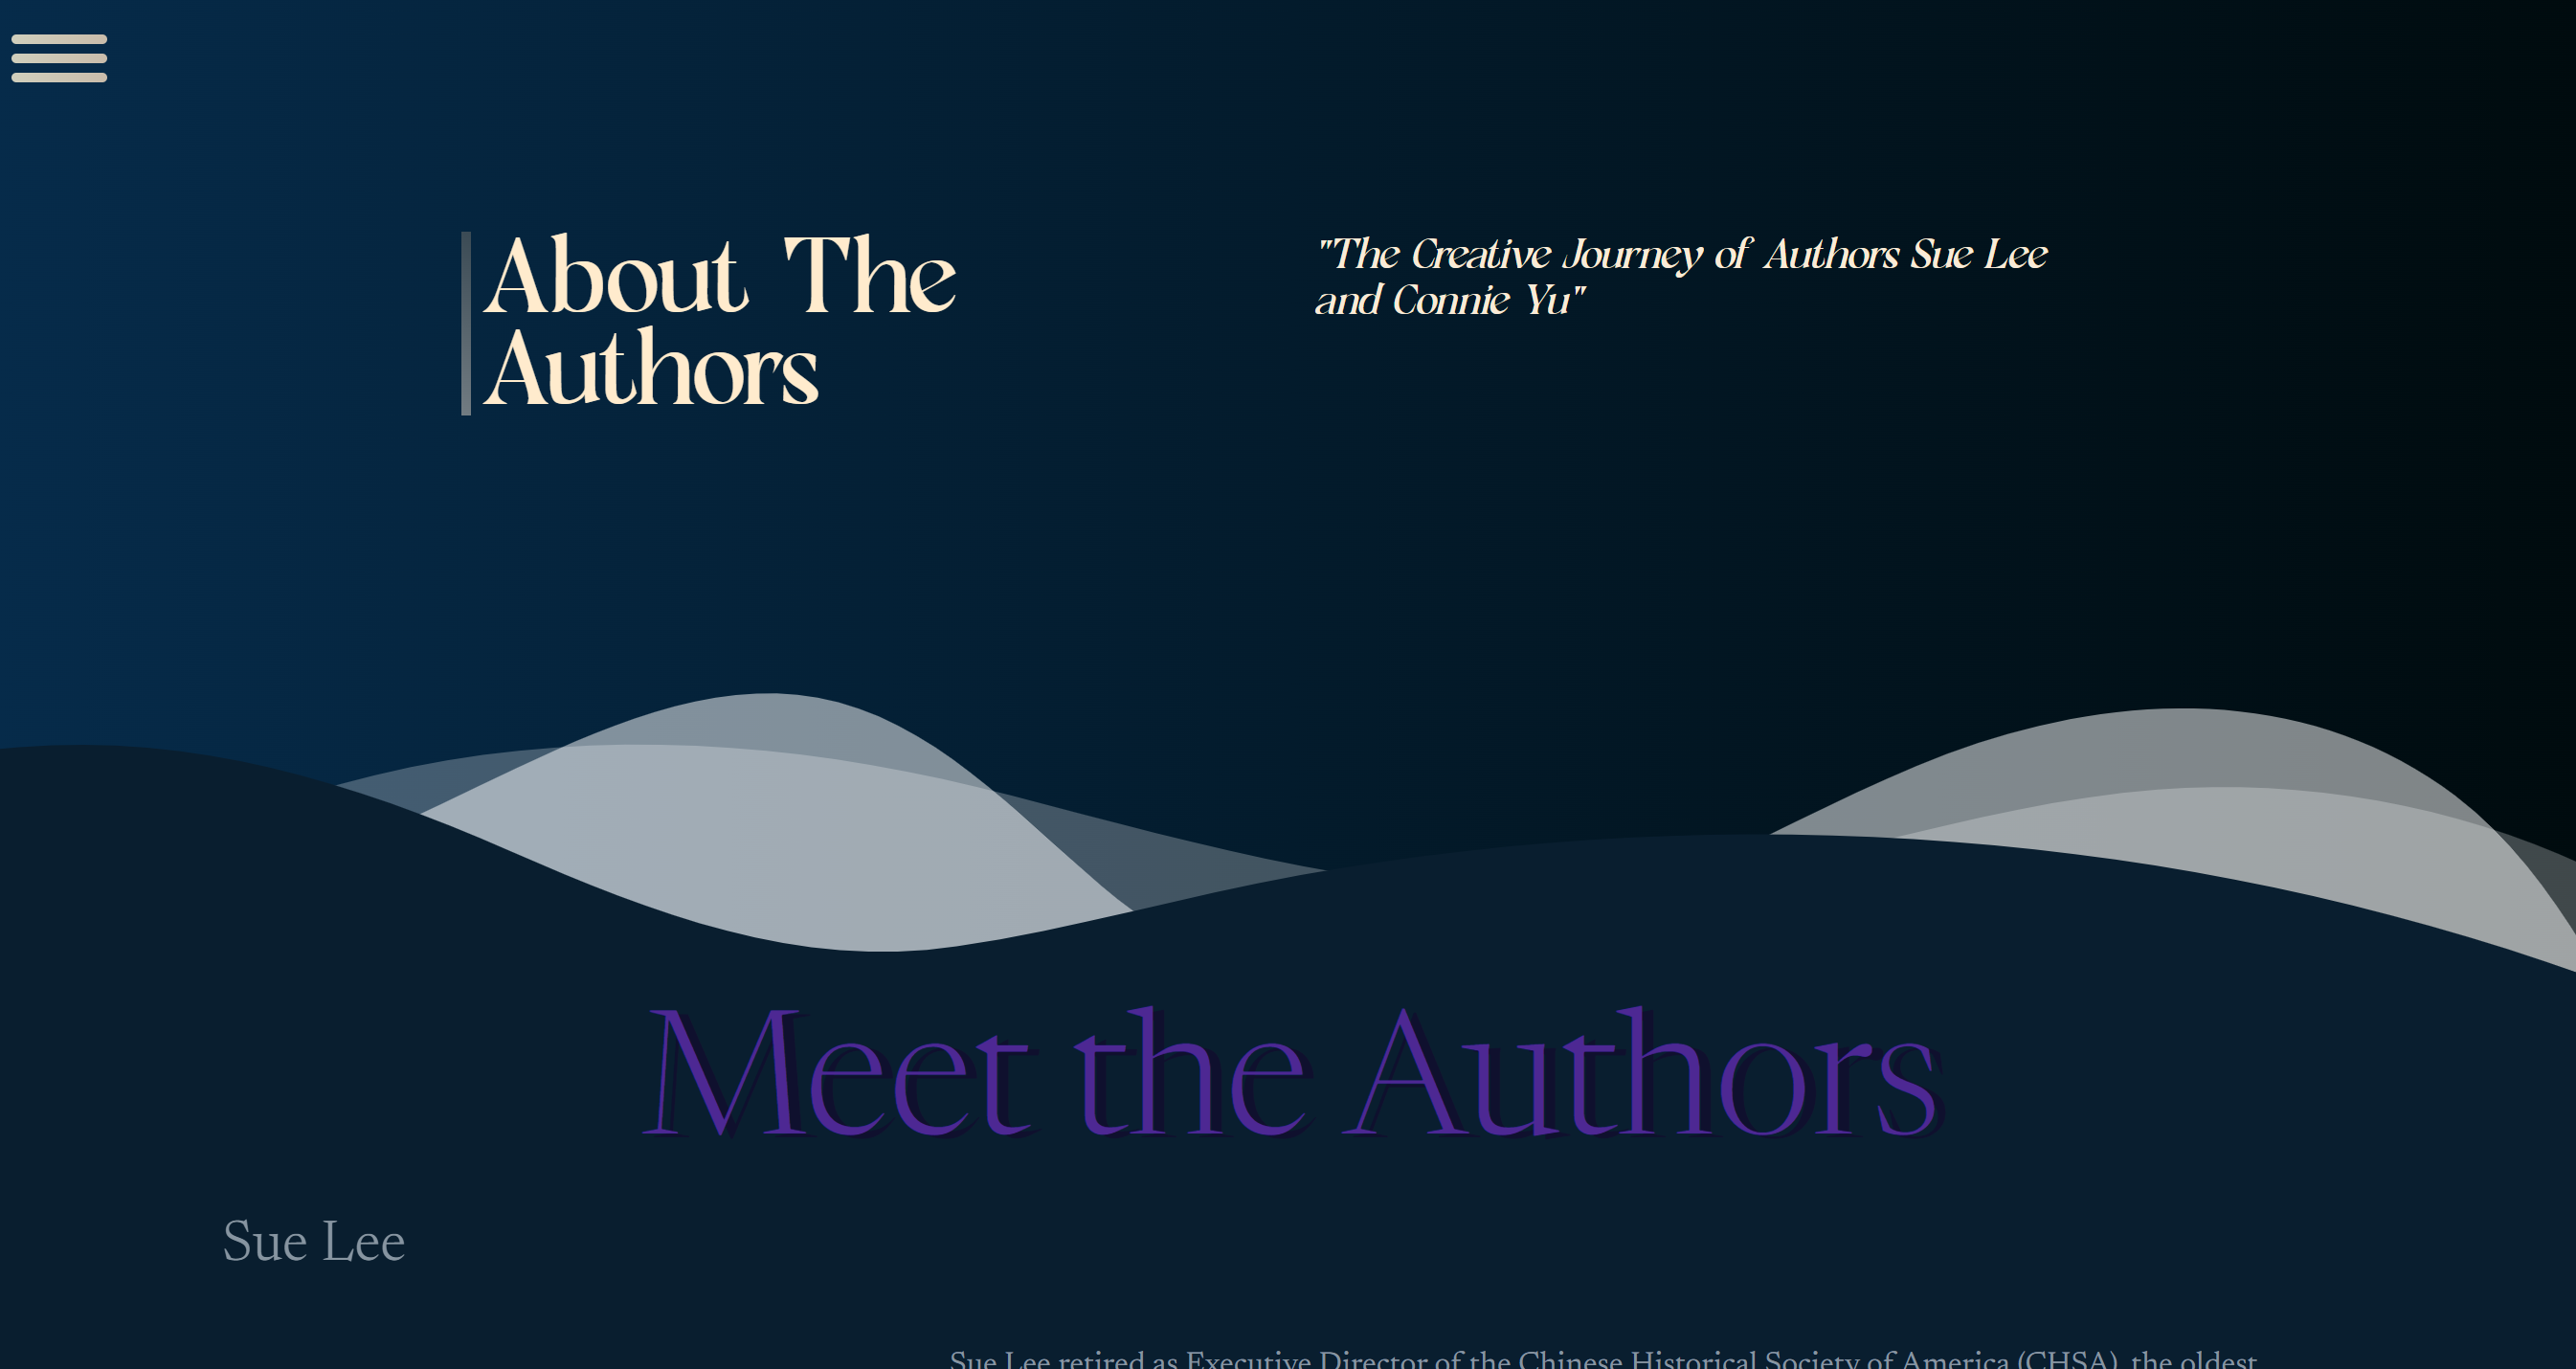 About The
Authors
"The Creative Journey of Authors Sue Lee
and Connie Yu"
Meet the Authors
Sue Lee
Sue Lee retired as Executive Director of the Chinese Historical Society of America (CHSA), the oldest